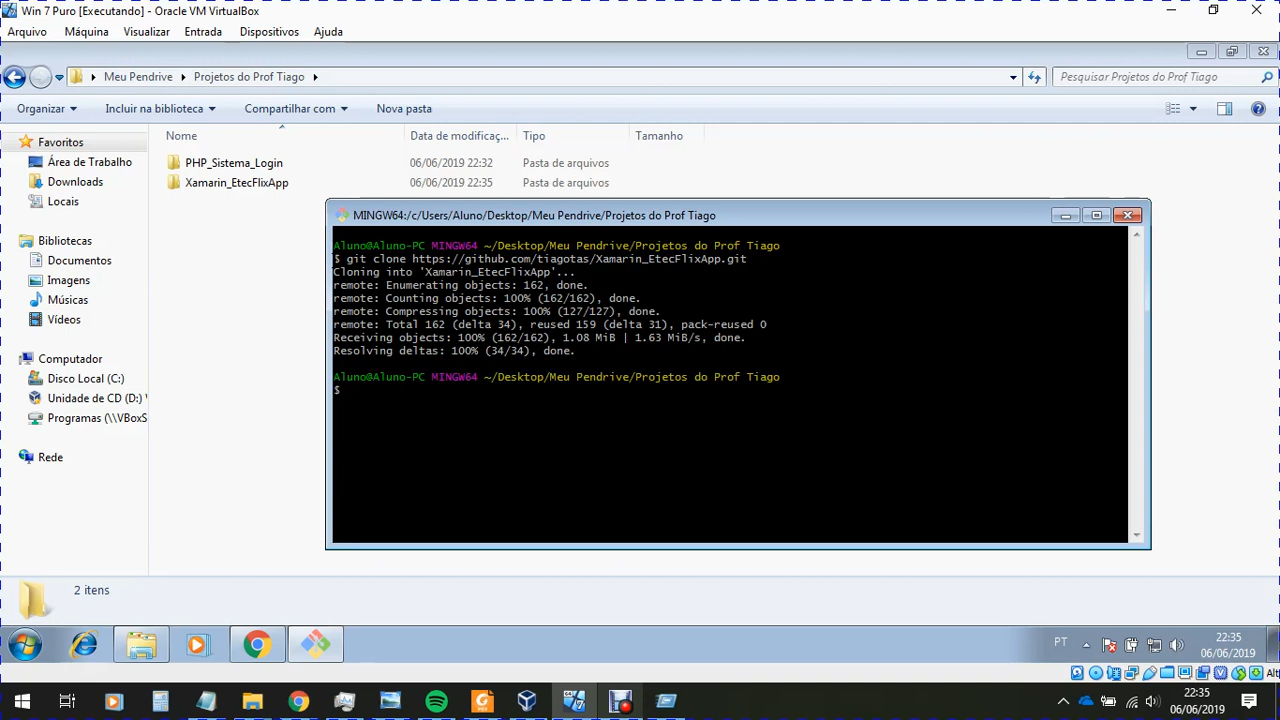 Win 7 Puro [Executando] - Oracle VM VirtualBox
Arquivo Máquina Visualizar Entrada Dispositivos Ajuda
Meu Pendrive Projetos do Prof Tiago
Pesquisar Projetos do Prof Tiago
Organizar Incluir na biblioteca Compartilhar com Nova pasta
Favoritos
Área de Trabalho
Downloads
Locais
Bibliotecas
Documentos
Imagens
Músicas
Vídeos
Computador
Disco Local (C:)
Unidade de CD (D:) V
Programas (\\VBoxS
Rede
Nome Data de modificaç... Tipo Tamanho
PHP_Sistema_Login 06/06/2019 22:32 Pasta de arquivos
Xamarin_EtecFlixApp 06/06/2019 22:35 Pasta de arquivos
MINGW64:/c/Users/Aluno/Desktop/Meu Pendrive/Projetos do Prof Tiago
Aluno@Aluno-PC MINGW64 ~/Desktop/Meu Pendrive/Projetos do Prof Tiago
$ git clone https://github.com/tiagotas/Xamarin_EtecFlixApp.git
Cloning into 'Xamarin_EtecFlixApp'...
remote: Enumerating objects: 162, done.
remote: Counting objects: 100% (162/162), done.
remote: Compressing objects: 100% (127/127), done.
remote: Total 162 (delta 34), reused 159 (delta 31), pack-reused 0
Receiving objects: 100% (162/162), 1.08 MiB | 1.63 MiB/s, done.
Resolving deltas: 100% (34/34), done.
Aluno@Aluno-PC MINGW64 ~/Desktop/Meu Pendrive/Projetos do Prof Tiago
$
2 itens
PT
22:35
06/06/2019
Alt
22:35
06/06/2019